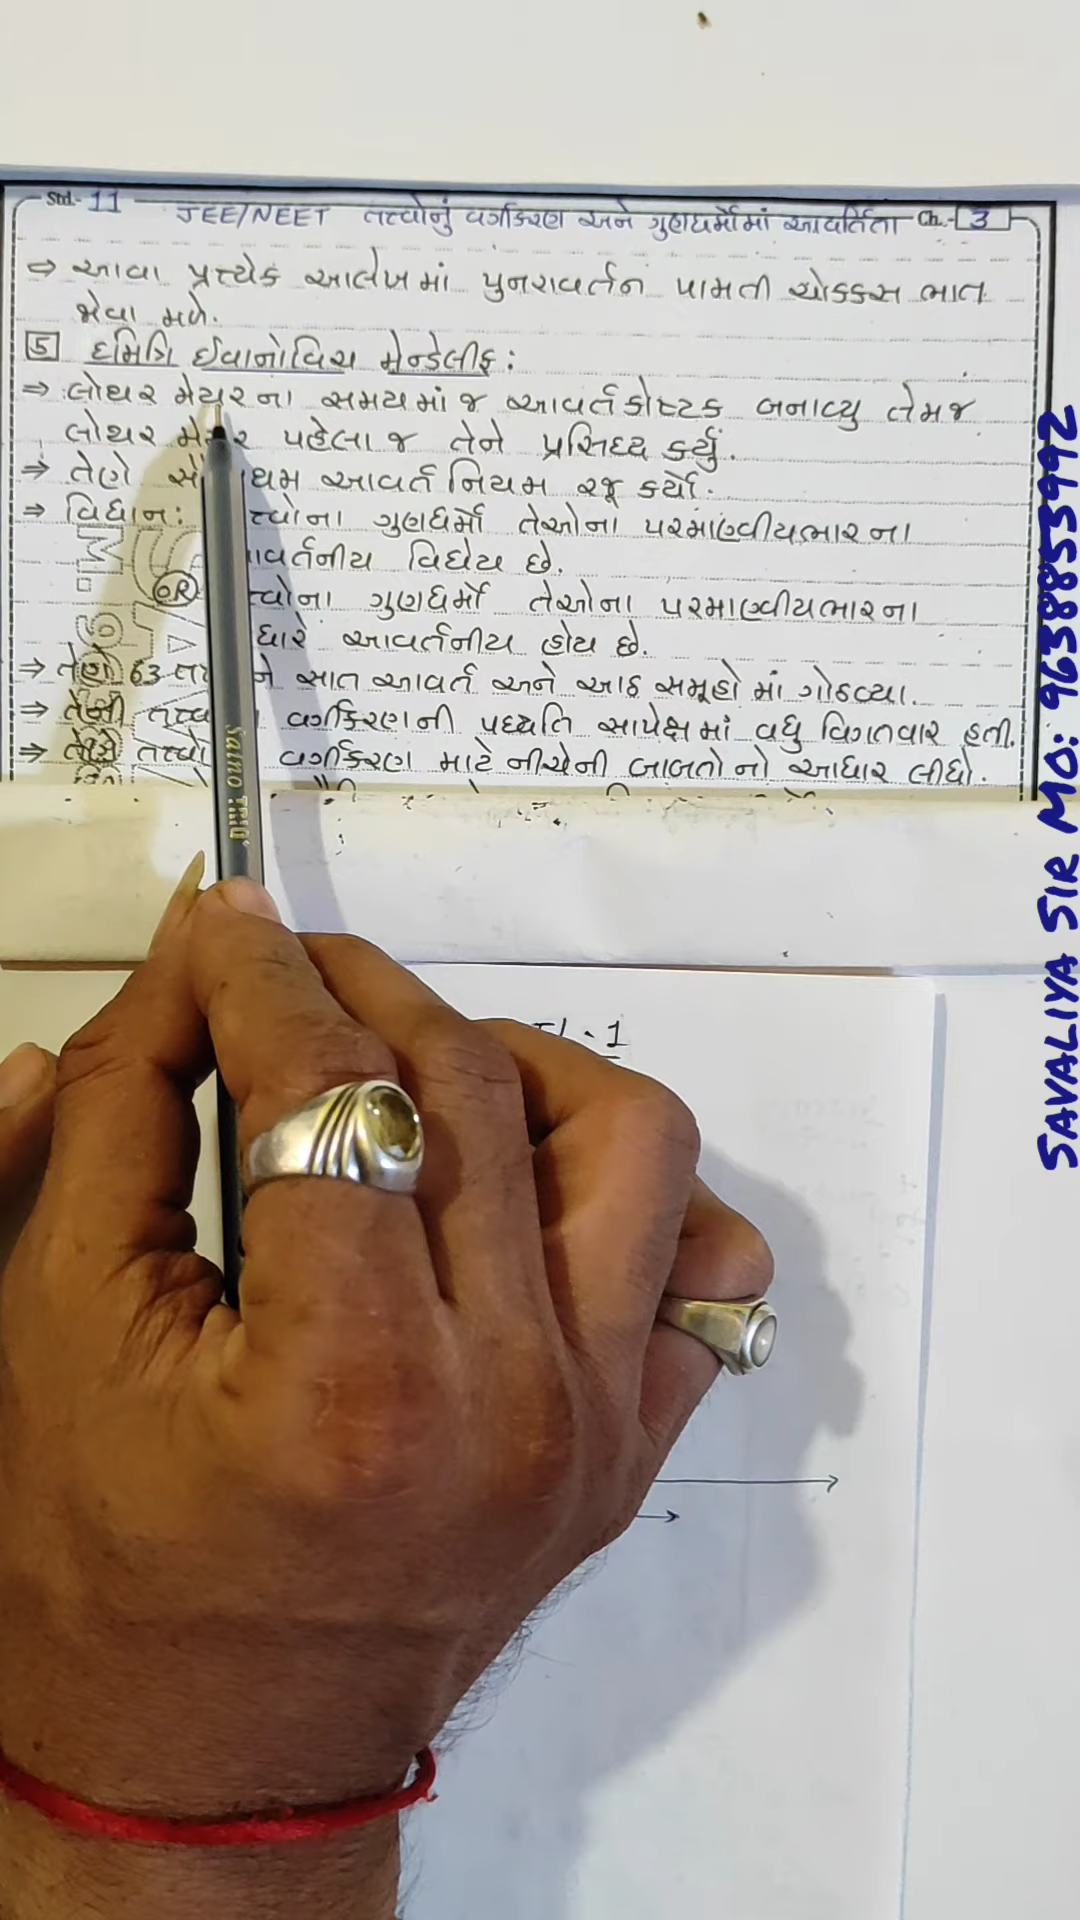 Std.- 11 JEE/NEET તત્ત્વોનું વર્ગીકરણ અને ગુણધર્મોમાં આવર્તિતા Ch.- 3
⇒ આવા પ્રત્યેક આલેખમાં પુનરાવર્તન પામતી ચોક્કસ ભાત
જોવા મળે.
5 દમિત્રિ ઈવાનોવિચ મેન્ડેલીફ :
⇒ લોથર મેયરના સમયમાં જ આવર્તકોષ્ટક બનાવ્યુ તેમજ
લોથર પહેલા જ તેને પ્રસિધ્ધ કર્યું.
⇒ તેણે આવર્ત નિયમ રજૂ કર્યો.
⇒ વિધાન: ગુણધર્મો તેઓના પરમાણ્વીયભારના
વિધેય છે.
OR ગુણધર્મો તેઓના પરમાણ્વીયભારના
આવર્તનીય હોય છે.
⇒ તેણે 63 ને સાત આવર્ત અને આઠ સમૂહો માં ગોઠવ્યા.
⇒ તેની વર્ગીકરણની પધ્ધતિ સાપેક્ષમાં વધુ વિગતવાર હતી.
⇒ તેણે તત્ત્વો વર્ગીકરણ માટે નીચેની બાબતો નો આધાર લીધો.
Saino TRIO
1
SAVALIYA SIR MO: 9638853992